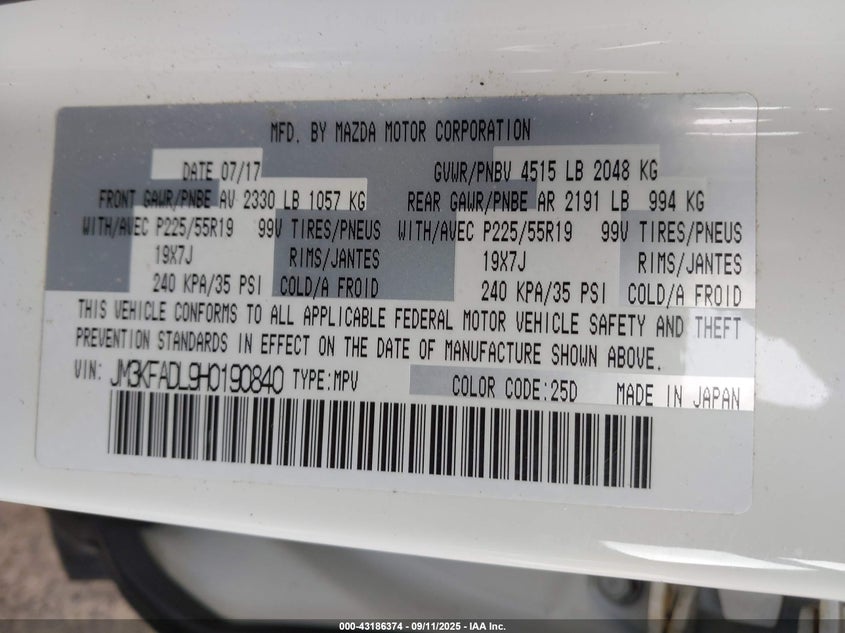 MFD. BY MAZDA MOTOR CORPORATION
DATE 07/17 GVWR/PNBV 4515 LB 2048 KG
FRONT GAWR/PNBE AV 2330 LB 1057 KG REAR GAWR/PNBE AR 2191 LB 994 KG
WITH/AVEC P225/55R19 99V TIRES/PNEUS WITH/AVEC P225/55R19 99V TIRES/PNEUS
19X7J RIMS/JANTES 19X7J RIMS/JANTES
240 KPA/35 PSI COLD/A FROID 240 KPA/35 PSI COLD/A FROID
THIS VEHICLE CONFORMS TO ALL APPLICABLE FEDERAL MOTOR VEHICLE SAFETY AND THEFT
PREVENTION STANDARDS IN EFFECT ON THE DATE OF MANUFACTURE SHOWN ABOVE.
VIN: JM3KFADL9H0190840 TYPE:MPV COLOR CODE:25D MADE IN JAPAN
000-43186374 - 09/11/2025 - IAA Inc.